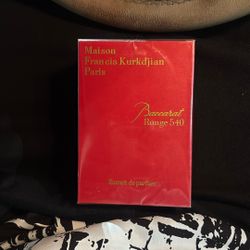 Maison
Francis Kurkdjian
Paris
Baccarat
Rouge 540
Extrait de parfum